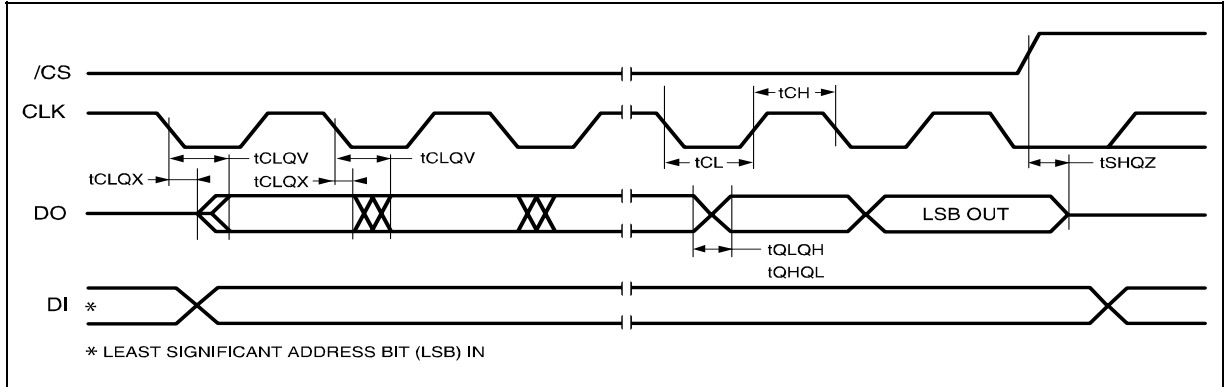 /CS
CLK
tCH
tCLQV
tCLQV
tCL
tSHQZ
tCLQX
tCLQX
DO
LSB OUT
tQLQH
tQHQL
DI *
* LEAST SIGNIFICANT ADDRESS BIT (LSB) IN